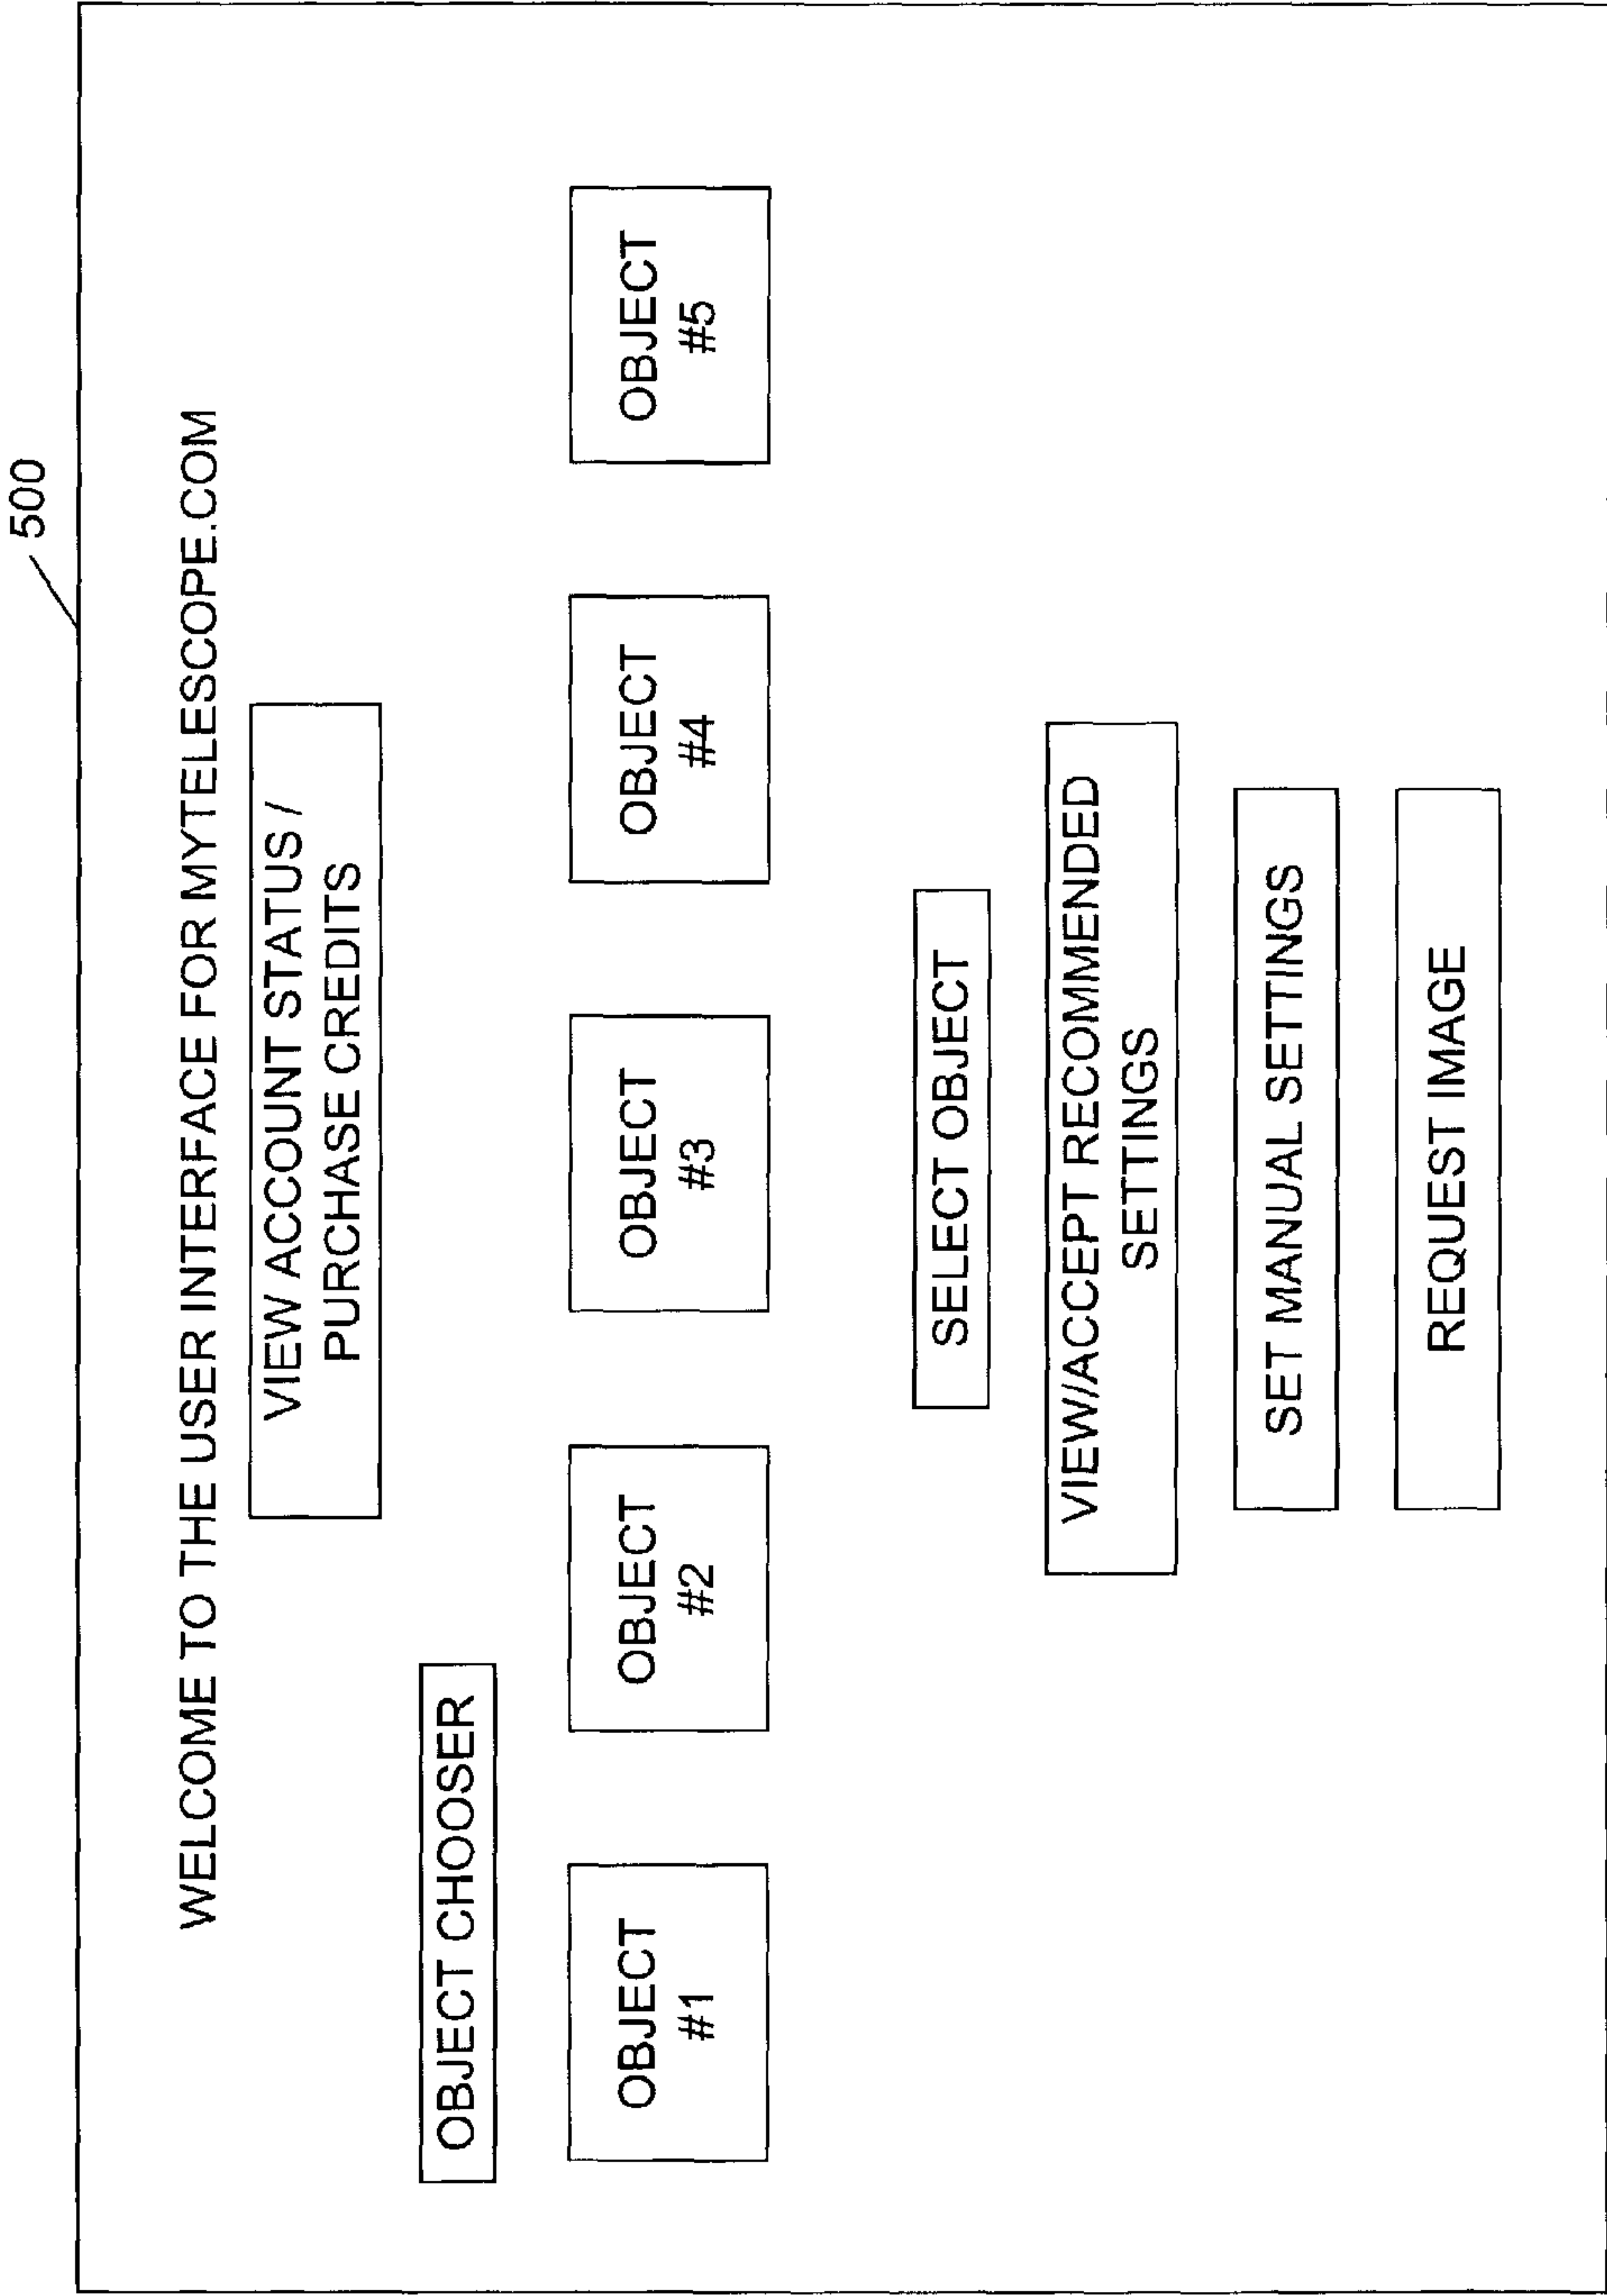 500
WELCOME TO THE USER INTERFACE FOR MYTELESCOPE.COM
VIEW ACCOUNT STATUS /
PURCHASE CREDITS
OBJECT CHOOSER
OBJECT
#1
OBJECT
#2
OBJECT
#3
OBJECT
#4
OBJECT
#5
SELECT OBJECT
VIEW/ACCEPT RECOMMENDED
SETTINGS
SET MANUAL SETTINGS
REQUEST IMAGE